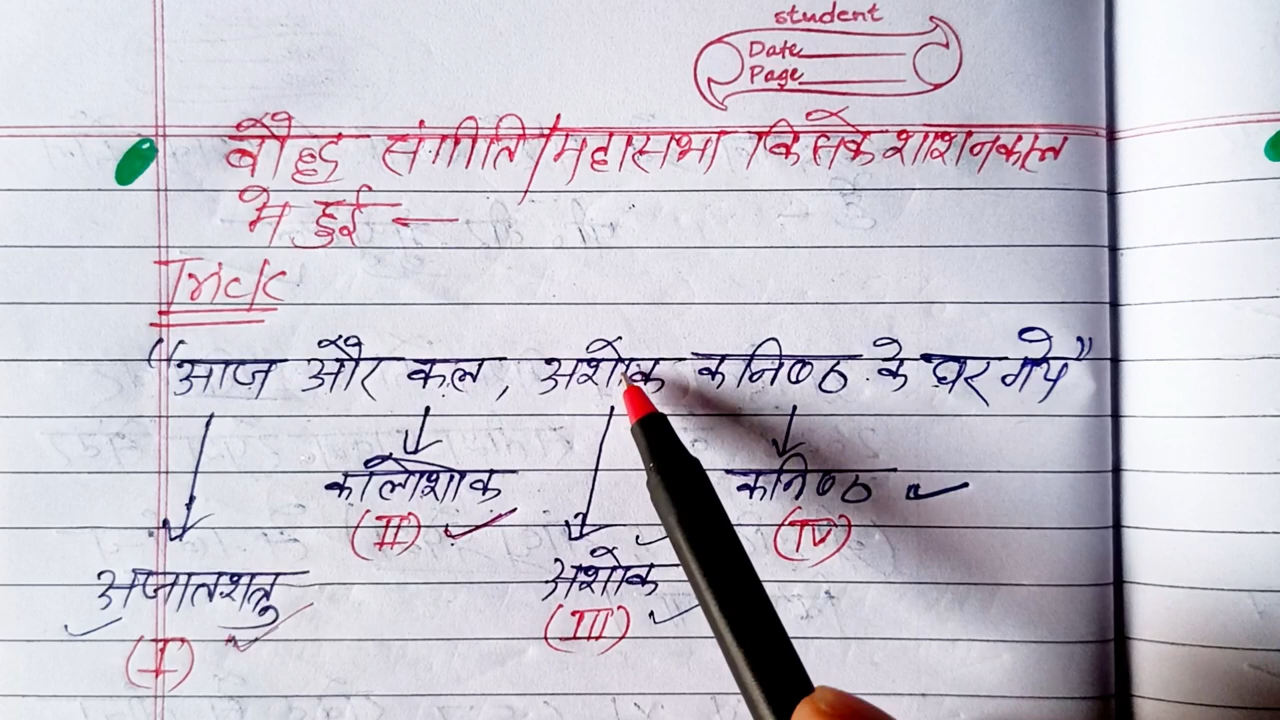 student
Date
Page
बौद्ध संगीति/महासभा किसके शाशनकाल
मे हुई —
Trick
"आज और कल, अशोक कनिष्ठ के घर गये"
कालाशोक
कनिष्ठ
(II)
(IV)
अजातशत्रु
अशोक
(I)
(III)